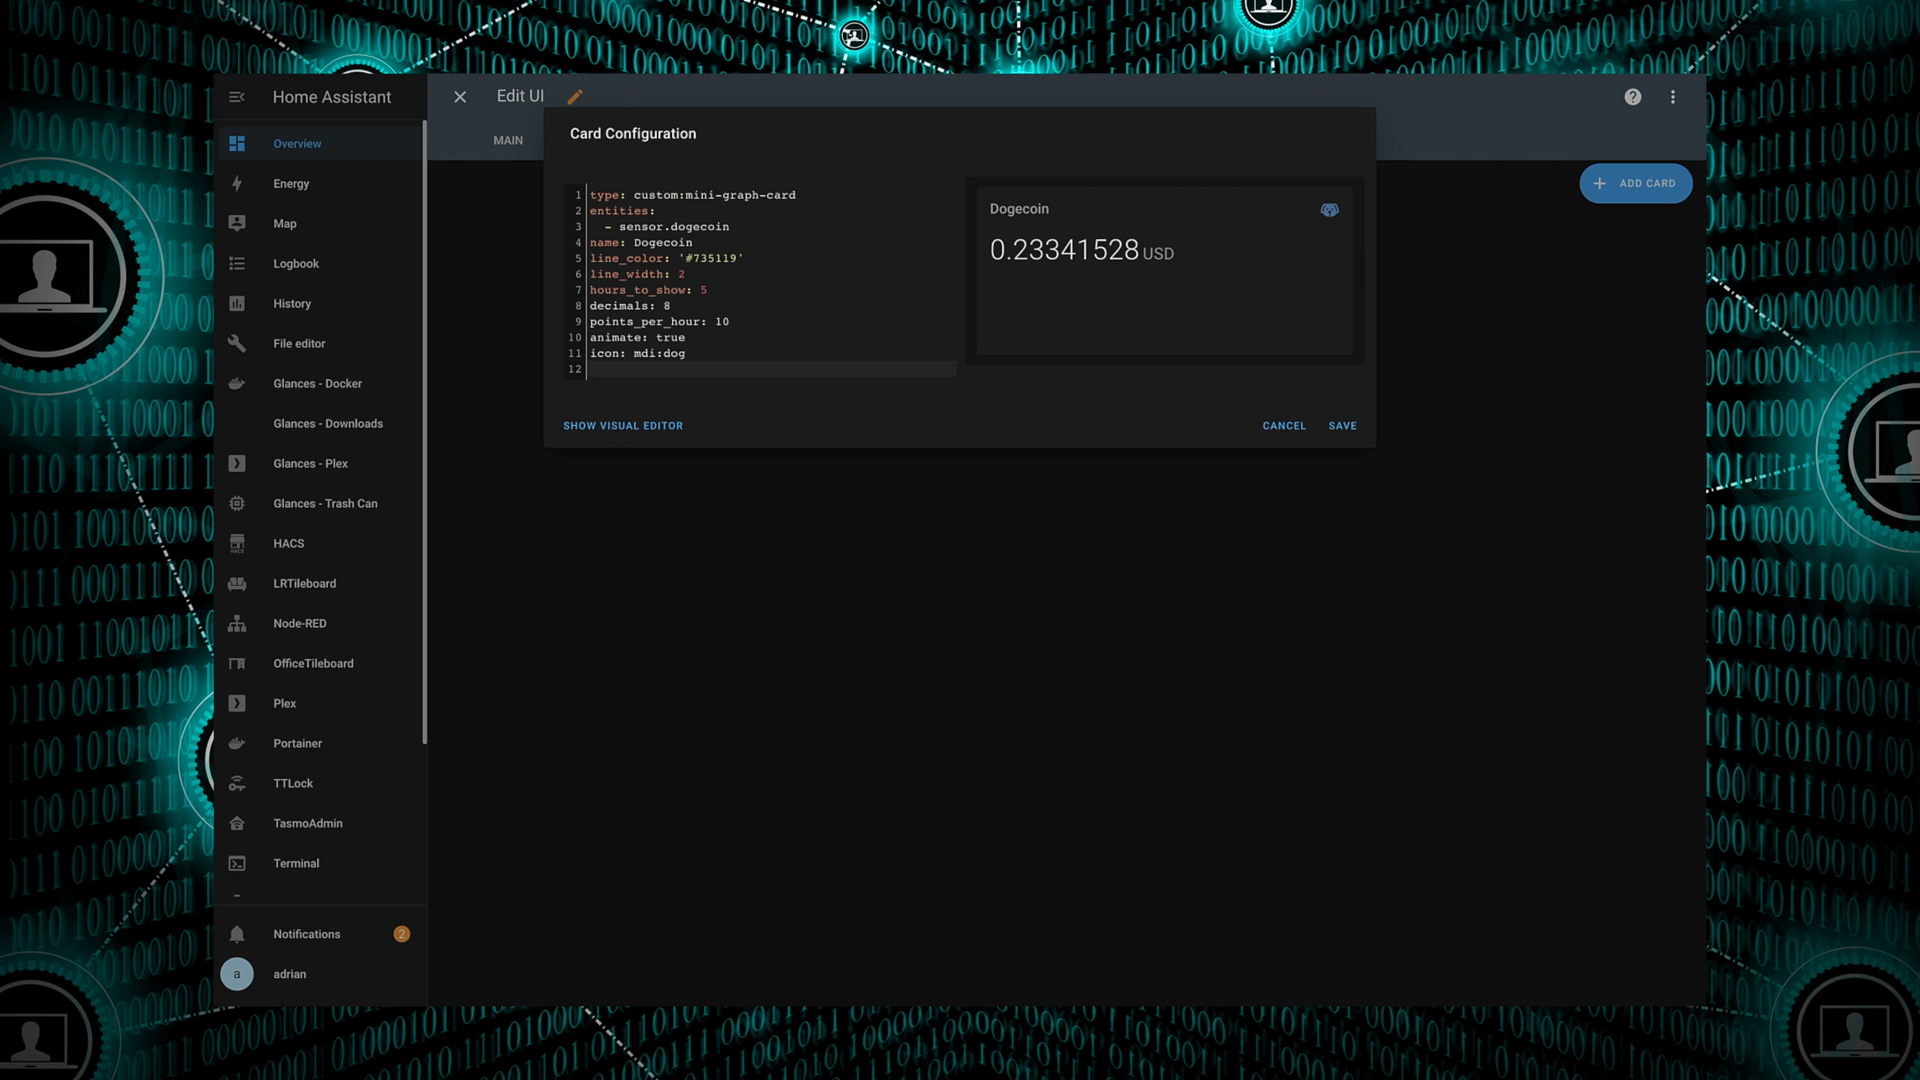 Home Assistant
Edit UI
MAIN
ADD CARD
Overview
Energy
Map
Logbook
History
File editor
Glances - Docker
Glances - Downloads
Glances - Plex
Glances - Trash Can
HACS
HACS
LRTileboard
Node-RED
OfficeTileboard
Plex
Portainer
TTLock
TasmoAdmin
Terminal
Notifications
2
a
adrian
Card Configuration
1 type: custom:mini-graph-card
2 entities:
3 - sensor.dogecoin
4 name: Dogecoin
5 line_color: '#735119'
6 line_width: 2
7 hours_to_show: 5
8 decimals: 8
9 points_per_hour: 10
10 animate: true
11 icon: mdi:dog
12
Dogecoin
0.23341528 USD
SHOW VISUAL EDITOR
CANCEL
SAVE